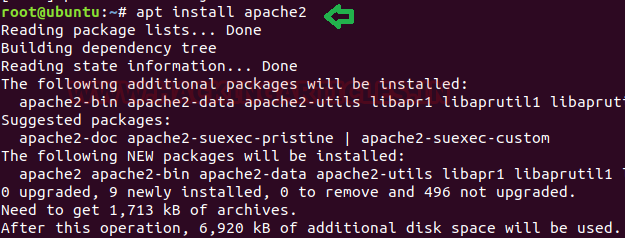 root@ubuntu:~# apt install apache2
Reading package lists... Done
Building dependency tree
Reading state information... Done
The following additional packages will be installed:
apache2-bin apache2-data apache2-utils libapr1 libaprutil1 libaprut
Suggested packages:
apache2-doc apache2-suexec-pristine | apache2-suexec-custom
The following NEW packages will be installed:
apache2 apache2-bin apache2-data apache2-utils libapr1 libaprutil1 l
0 upgraded, 9 newly installed, 0 to remove and 496 not upgraded.
Need to get 1,713 kB of archives.
After this operation, 6,920 kB of additional disk space will be used.